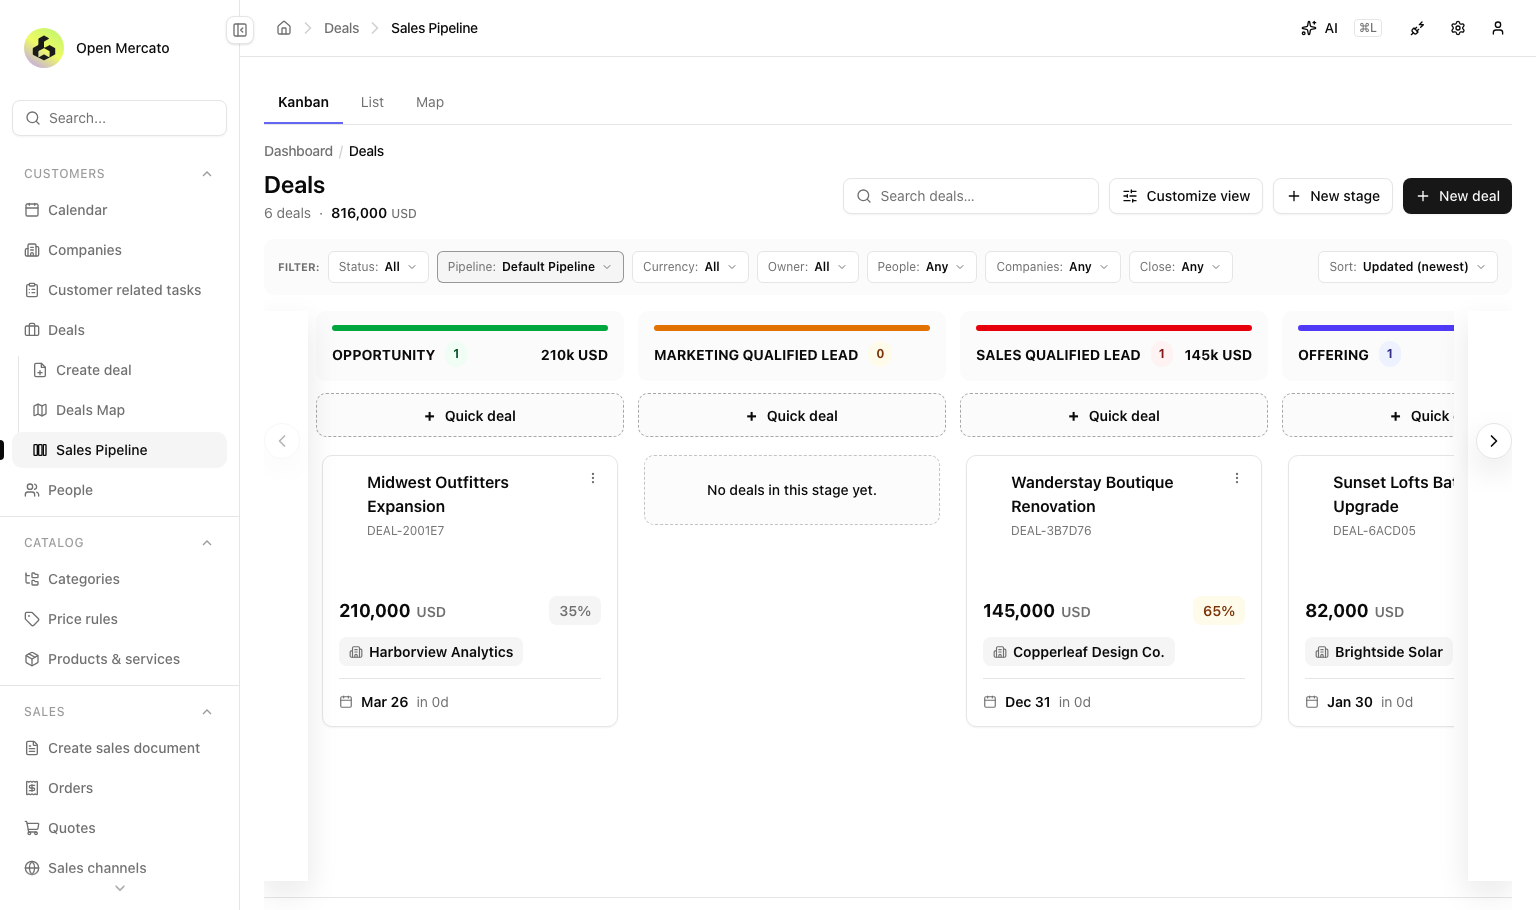 Open Mercato
Search...
CUSTOMERS
Calendar
Companies
Customer related tasks
Deals
Create deal
Deals Map
Sales Pipeline
People
CATALOG
Categories
Price rules
Products & services
SALES
Create sales document
Orders
Quotes
Sales channels
Deals
Sales Pipeline
AI
⌘L
Kanban
List
Map
Dashboard / Deals
Deals
6 deals · 816,000 USD
Search deals...
Customize view
New stage
New deal
FILTER:
Status: All
Pipeline: Default Pipeline
Currency: All
Owner: All
People: Any
Companies: Any
Close: Any
Sort: Updated (newest)
OPPORTUNITY 1 210k USD
Quick deal
Midwest Outfitters
Expansion
DEAL-2001E7
210,000 USD 35%
Harborview Analytics
Mar 26 in 0d
MARKETING QUALIFIED LEAD 0
Quick deal
No deals in this stage yet.
SALES QUALIFIED LEAD 1 145k USD
Quick deal
Wanderstay Boutique
Renovation
DEAL-3B7D76
145,000 USD 65%
Copperleaf Design Co.
Dec 31 in 0d
OFFERING 1
Quick
Sunset Lofts
Upgrade
DEAL-6ACD05
82,000 USD
Brightside Solar
Jan 30 in 0d